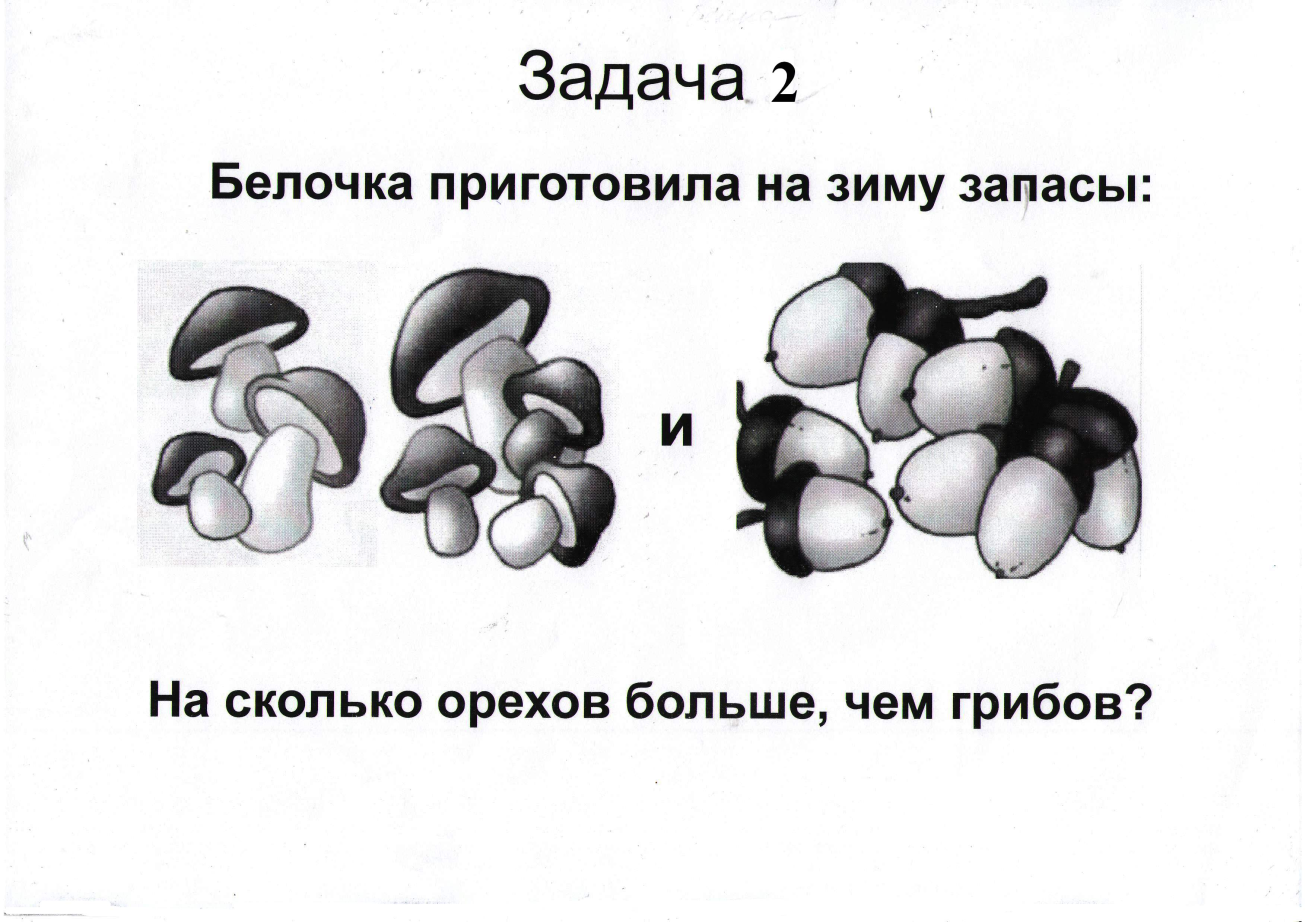 Задача 2
Белочка приготовила на зиму запасы:
и
На сколько орехов больше, чем грибов?